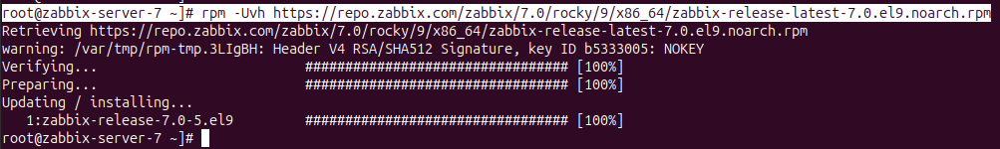 root@zabbix-server-7 ~]# rpm -Uvh https://repo.zabbix.com/zabbix/7.0/rocky/9/x86_64/zabbix-release-latest-7.0.el9.noarch.rpm
Retrieving https://repo.zabbix.com/zabbix/7.0/rocky/9/x86_64/zabbix-release-latest-7.0.el9.noarch.rpm
warning: /var/tmp/rpm-tmp.3LIgBH: Header V4 RSA/SHA512 Signature, key ID b5333005: NOKEY
Verifying... ################################# [100%]
Preparing... ################################# [100%]
Updating / installing...
1:zabbix-release-7.0-5.el9 ################################# [100%]
root@zabbix-server-7 ~]#